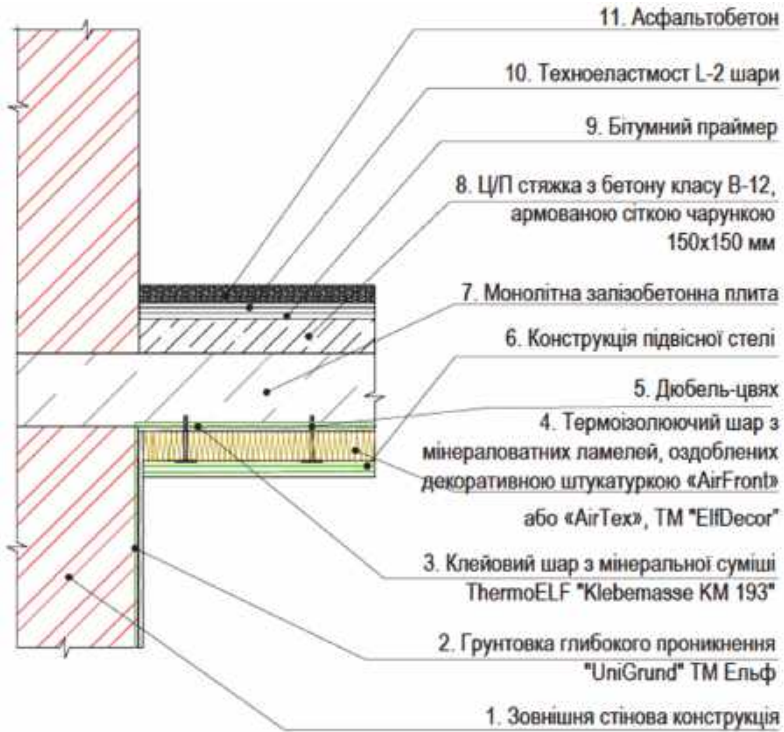 11. Асфальтобетон
10. Техноеластмост L-2 шари
9. Бітумний праймер
8. Ц/П стяжка з бетону класу В-12,
армованою сіткою чарункою
150х150 мм
7. Монолітна залізобетонна плита
6. Конструкція підвісної стелі
5. Дюбель-цвях
4. Термоізолюючий шар з
мінераловатних ламелей, оздоблених
декоративною штукатуркою «AirFront»
або «AirTex», ТМ "ElfDecor"
3. Клейовий шар з мінеральної суміші
ThermoELF "Klebemasse KM 193"
2. Грунтовка глибокого проникнення
"UniGrund" ТМ Ельф
1. Зовнішня стінова конструкція